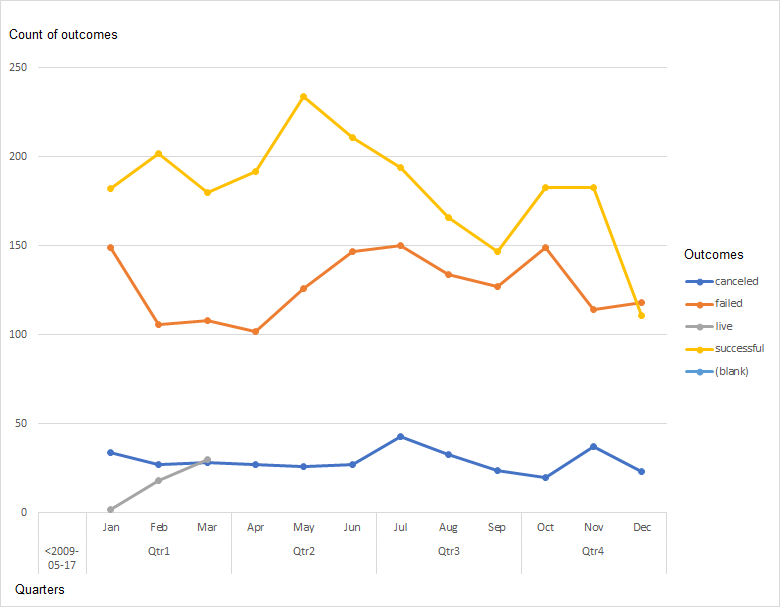 Count of outcomes
250
200
150
100
50
0
Jan Feb Mar Apr May Jun Jul Aug Sep Oct Nov Dec
<2009-
05-17
Qtr1 Qtr2 Qtr3 Qtr4
Quarters
Outcomes
canceled
failed
live
successful
(blank)